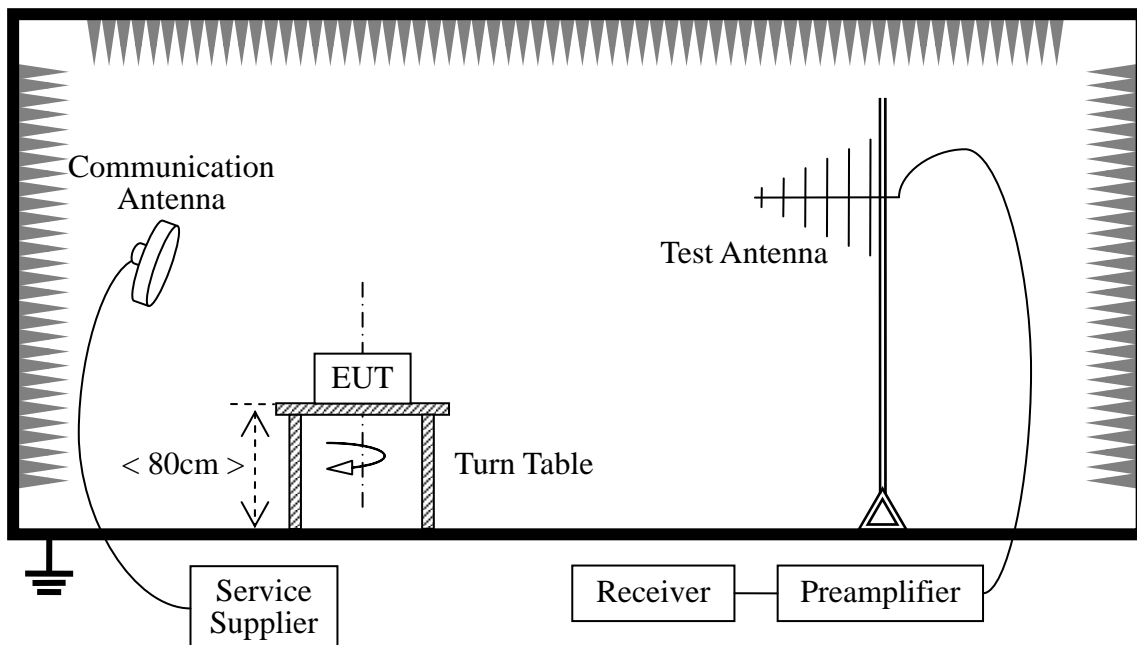 Communication
Antenna
Test Antenna
EUT
< 80cm >
Turn Table
Service
Supplier
Receiver
Preamplifier